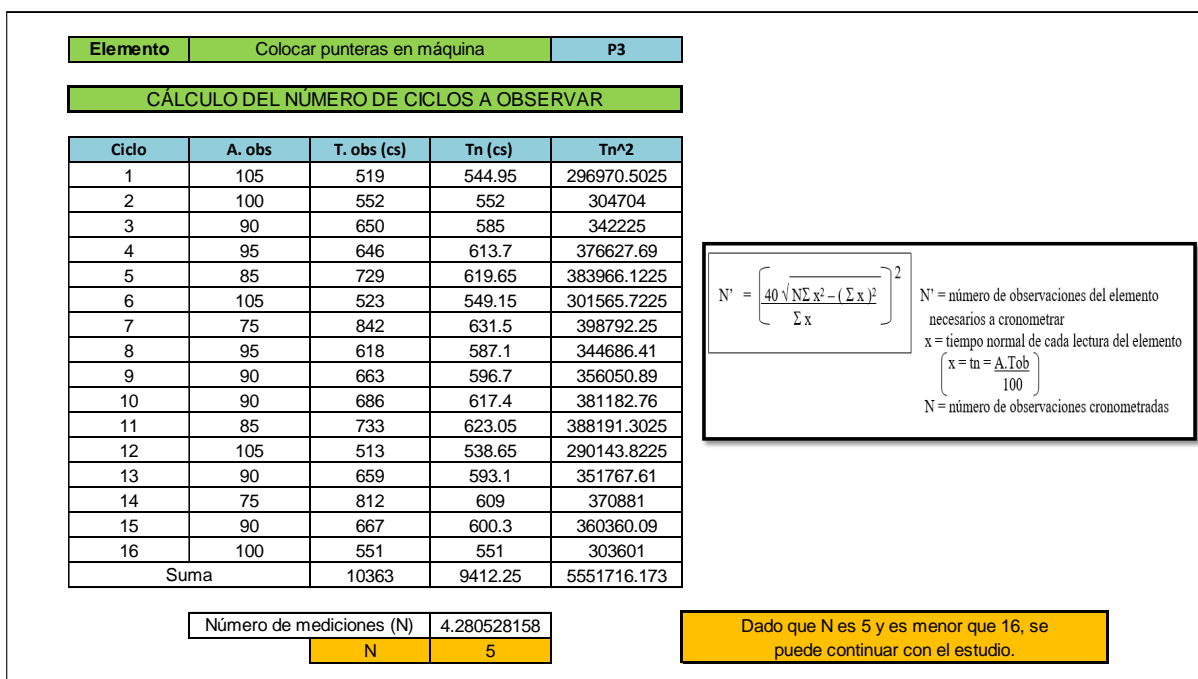 Elemento Colocar punteras en máquina P3
CÁLCULO DEL NÚMERO DE CICLOS A OBSERVAR
Ciclo A. obs T. obs (cs) Tn (cs) Tn^2
1 105 519 544.95 296970.5025
2 100 552 552 304704
3 90 650 585 342225
4 95 646 613.7 376627.69
5 85 729 619.65 383966.1225
6 105 523 549.15 301565.7225
7 75 842 631.5 398792.25
8 95 618 587.1 344686.41
9 90 663 596.7 356050.89
10 90 686 617.4 381182.76
11 85 733 623.05 388191.3025
12 105 513 538.65 290143.8225
13 90 659 593.1 351767.61
14 75 812 609 370881
15 90 667 600.3 360360.09
16 100 551 551 303601
Suma 10363 9412.25 5551716.173
Número de mediciones (N) 4.280528158
N 5
N' = ( 40 √ N Σ x² – ( Σ x )² / Σ x ) 2
N' = número de observaciones del elemento
necesarios a cronometrar
x = tiempo normal de cada lectura del elemento
( x = tn = A.Tob
100 )
N = número de observaciones cronometradas
Dado que N es 5 y es menor que 16, se
puede continuar con el estudio.